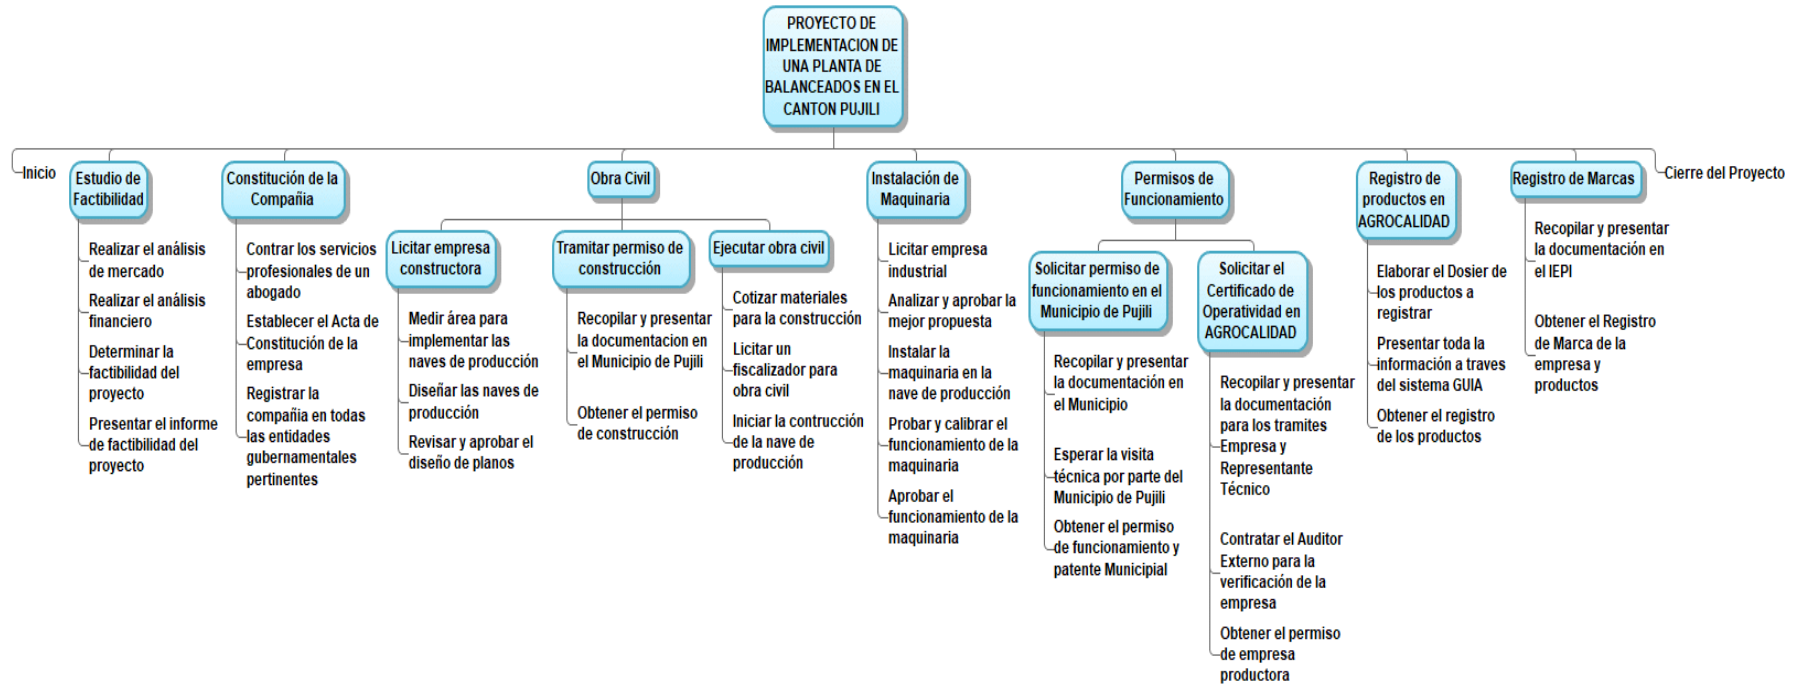 PROYECTO DE
IMPLEMENTACION DE
UNA PLANTA DE
BALANCEADOS EN EL
CANTON PUJILI
Inicio
Estudio de
Factibilidad
Realizar el análisis
de mercado
Realizar el análisis
financiero
Determinar la
factibilidad del
proyecto
Presentar el informe
de factibilidad del
proyecto
Constitución de la
Compañia
Contrar los servicios
profesionales de un
abogado
Establecer el Acta de
Constitución de la
empresa
Registrar la
compañia en todas
las entidades
gubernamentales
pertinentes
Obra Civil
Licitar empresa
constructora
Medir área para
implementar las
naves de producción
Diseñar las naves de
producción
Revisar y aprobar el
diseño de planos
Tramitar permiso de
construcción
Recopilar y presentar
la documentacion en
el Municipio de Pujili
Obtener el permiso
de construcción
Ejecutar obra civil
Cotizar materiales
para la construcción
Licitar un
fiscalizador para
obra civil
Iniciar la contrucción
de la nave de
producción
Instalación de
Maquinaria
Licitar empresa
industrial
Analizar y aprobar la
mejor propuesta
Instalar la
maquinaria en la
nave de producción
Probar y calibrar el
funcionamiento de la
maquinaria
Aprobar el
funcionamiento de la
maquinaria
Permisos de
Funcionamiento
Solicitar permiso de
funcionamiento en el
Municipio de Pujili
Recopilar y presentar
la documentación en
el Municipio
Esperar la visita
técnica por parte del
Municipio de Pujili
Obtener el permiso
de funcionamiento y
patente Municipial
Solicitar el
Certificado de
Operatividad en
AGROCALIDAD
Recopilar y presentar
la documentación
para los tramites
Empresa y
Representante
Técnico
Contratar el Auditor
Externo para la
verificación de la
empresa
Obtener el permiso
de empresa
productora
Registro de
productos en
AGROCALIDAD
Elaborar el Dosier de
los productos a
registrar
Presentar toda la
información a traves
del sistema GUIA
Obtener el registro
de los productos
Registro de Marcas
Recopilar y presentar
la documentación en
el IEPI
Obtener el Registro
de Marca de la
empresa y
productos
Cierre del Proyecto